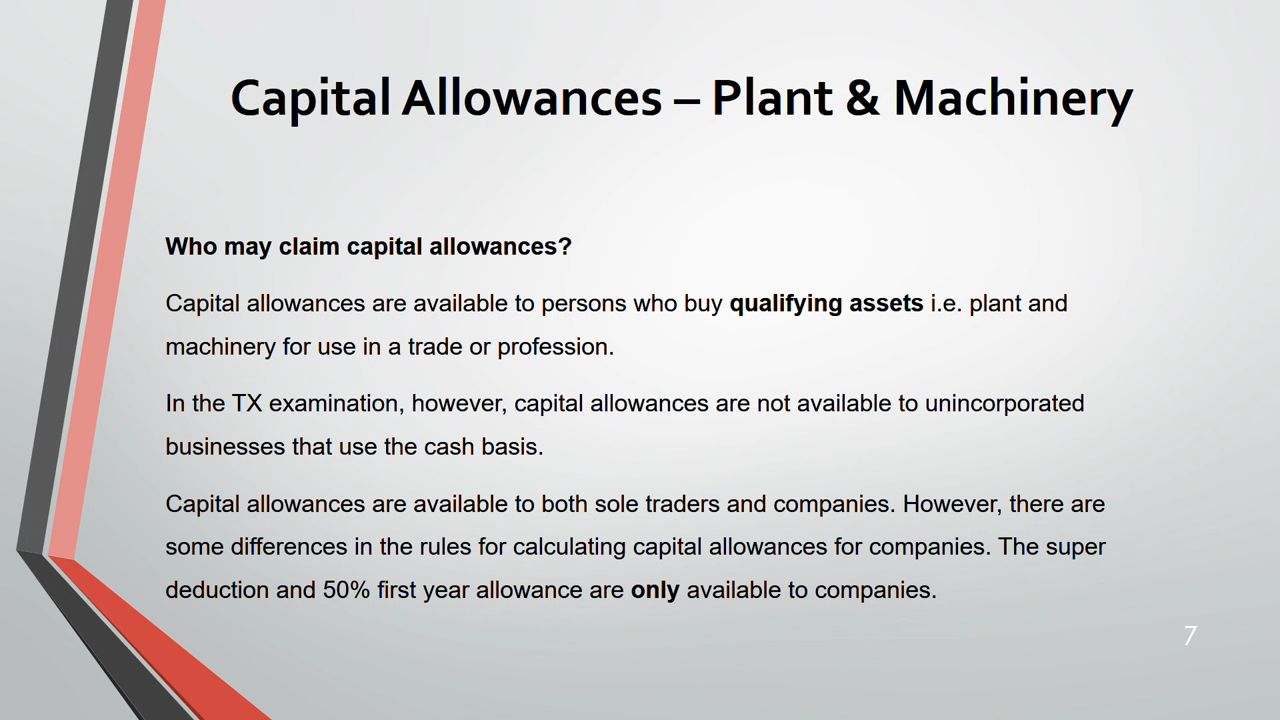 Capital Allowances – Plant & Machinery
Who may claim capital allowances?
Capital allowances are available to persons who buy qualifying assets i.e. plant and
machinery for use in a trade or profession.
In the TX examination, however, capital allowances are not available to unincorporated
businesses that use the cash basis.
Capital allowances are available to both sole traders and companies. However, there are
some differences in the rules for calculating capital allowances for companies. The super
deduction and 50% first year allowance are only available to companies.
7